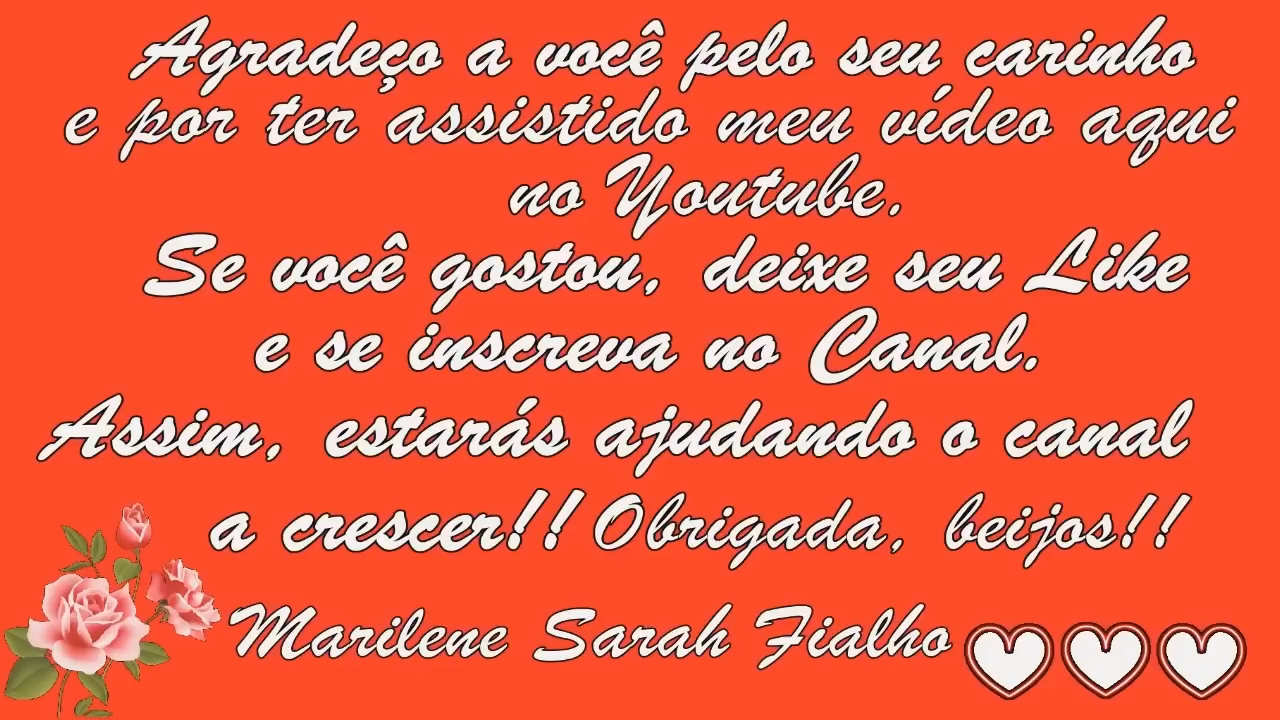 Agradeço a você pelo seu carinho
e por ter assistido meu vídeo aqui
no Youtube.
Se você gostou, deixe seu Like
e se inscreva no Canal.
Assim, estarás ajudando o canal
a crescer!! Obrigada, beijos!!
Marilene Sarah Fialho